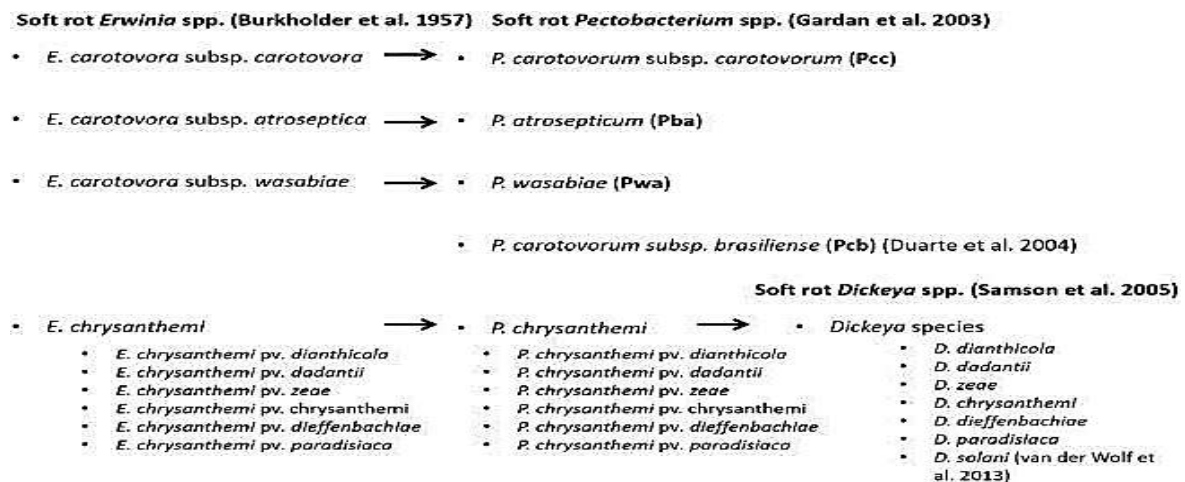 Soft rot Erwinia spp. (Burkholder et al. 1957) Soft rot Pectobacterium spp. (Gardan et al. 2003)
• E. carotovora subsp. carotovora → • P. carotovorum subsp. carotovorum (Pcc)
• E. carotovora subsp. atroseptica → • P. atrosepticum (Pba)
• E. carotovora subsp. wasabiae → • P. wasabiae (Pwa)
• P. carotovorum subsp. brasiliense (Pcb) (Duarte et al. 2004)
Soft rot Dickeya spp. (Samson et al. 2005)
• E. chrysanthemi → • P. chrysanthemi → • Dickeya species
• E. chrysanthemi pv. dianthicola • P. chrysanthemi pv. dianthicola • D. dianthicola
• E. chrysanthemi pv. dadantii • P. chrysanthemi pv. dadantii • D. dadantii
• E. chrysanthemi pv. zeae • P. chrysanthemi pv. zeae • D. zeae
• E. chrysanthemi pv. chrysanthemi • P. chrysanthemi pv. chrysanthemi • D. chrysanthemi
• E. chrysanthemi pv. dieffenbachiae • P. chrysanthemi pv. dieffenbachiae • D. dieffenbachiae
• E. chrysanthemi pv. paradisiaca • P. chrysanthemi pv. paradisiaca • D. paradisiaca
• D. solani (van der Wolf et
al. 2013)